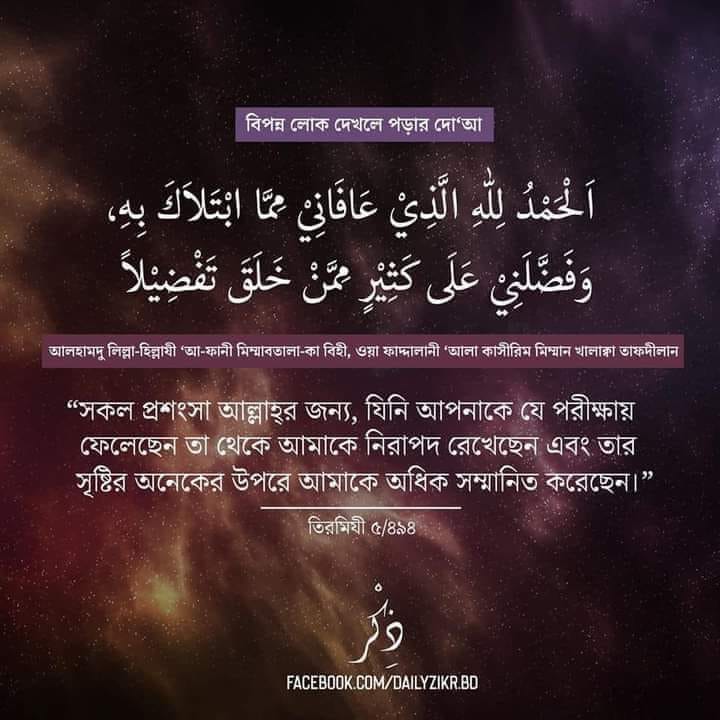 বিপন্ন লোক দেখলে পড়ার দো‘আ
اَلْحَمْدُ لِلّٰهِ الَّذِيْ عَافَانِيْ مِمَّا ابْتَلاَكَ بِهِ،
وَفَضَّلَنِيْ عَلَى كَثِيْرٍ مِمَّنْ خَلَقَ تَفْضِيْلاً
আলহামদু লিল্লা-হিল্লাযী ‘আ-ফানী মিম্মাবতালা-কা বিহী, ওয়া ফাদ্দালানী ‘আলা কাসীরিম মিম্মান খালাক্বা তাফদীলান
“সকল প্রশংসা আল্লাহ্‌র জন্য, যিনি আপনাকে যে পরীক্ষায়
ফেলেছেন তা থেকে আমাকে নিরাপদ রেখেছেন এবং তার
সৃষ্টির অনেকের উপরে আমাকে অধিক সম্মানিত করেছেন।”
তিরমিযী ৫/৪৯৪
ذِكْرْ
FACEBOOK.COM/DAILYZIKR.BD